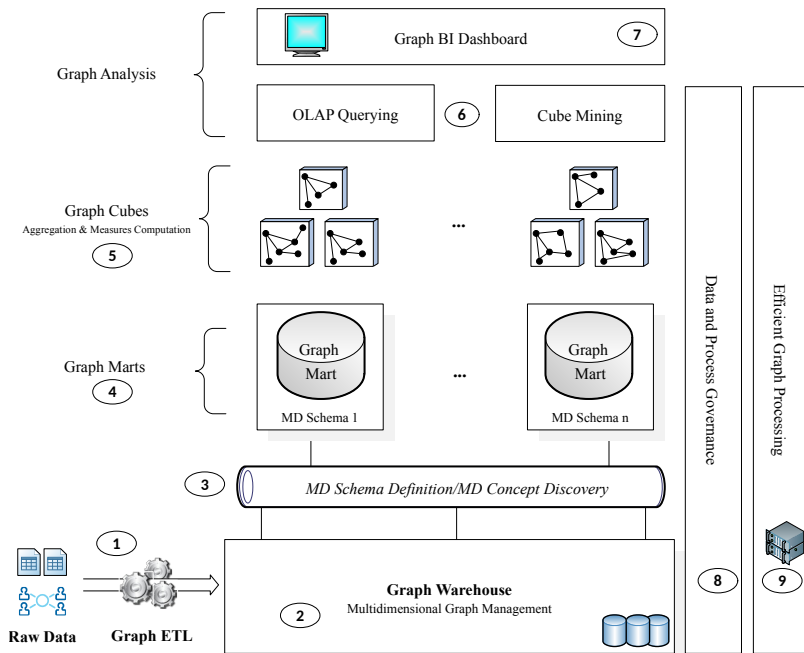 Graph BI Dashboard
7
Graph Analysis
OLAP Querying
6
Cube Mining
Graph Cubes
Aggregation & Measures Computation
5
...
Graph Marts
4
Graph
Mart
MD Schema 1
...
Graph
Mart
MD Schema n
3
MD Schema Definition/MD Concept Discovery
1
Raw Data
Graph ETL
Graph Warehouse
Multidimensional Graph Management
2
Data and Process Governance
8
Efficient Graph Processing
9